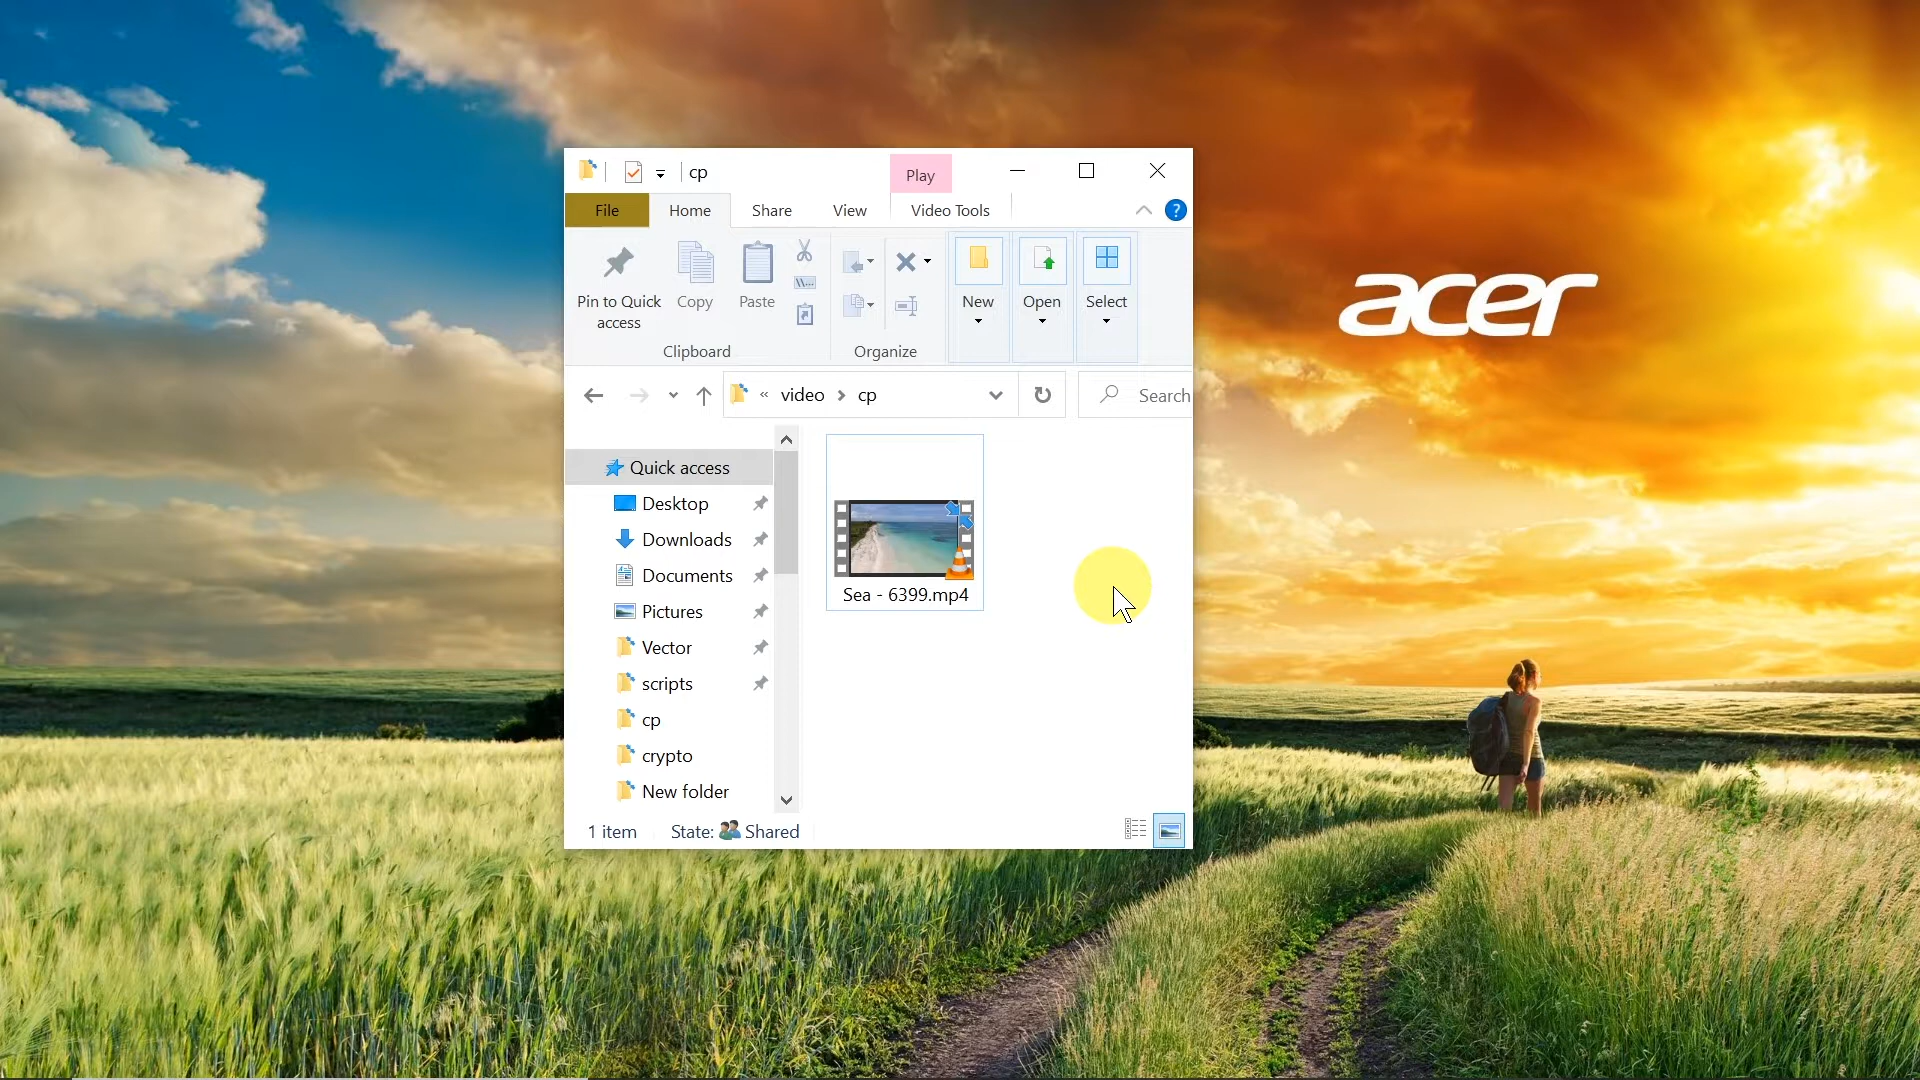 cp
Play
File
Home
Share
View
Video Tools
?
Pin to Quick
access
Copy
Paste
New
Open
Select
Clipboard
Organize
« video > cp
Search
acer
Quick access
Desktop
Downloads
Documents
Pictures
Vector
scripts
cp
crypto
New folder
Sea - 6399.mp4
1 item
State: Shared